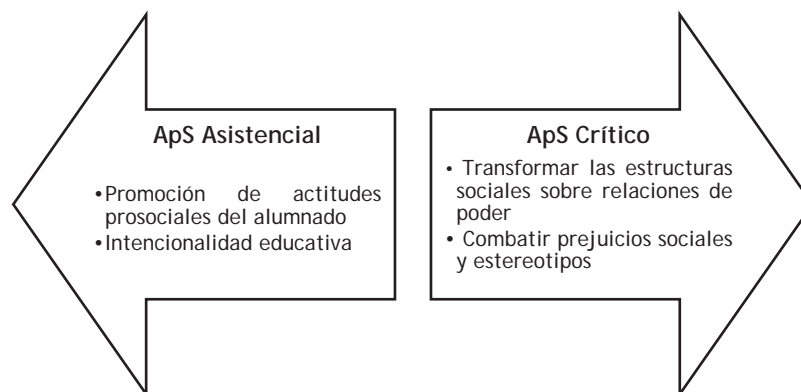 ApS Asistencial
•Promoción de actitudes
prosociales del alumnado
•Intencionalidad educativa
ApS Crítico
• Transformar las estructuras
sociales sobre relaciones de
poder
• Combatir prejuicios sociales
y estereotipos